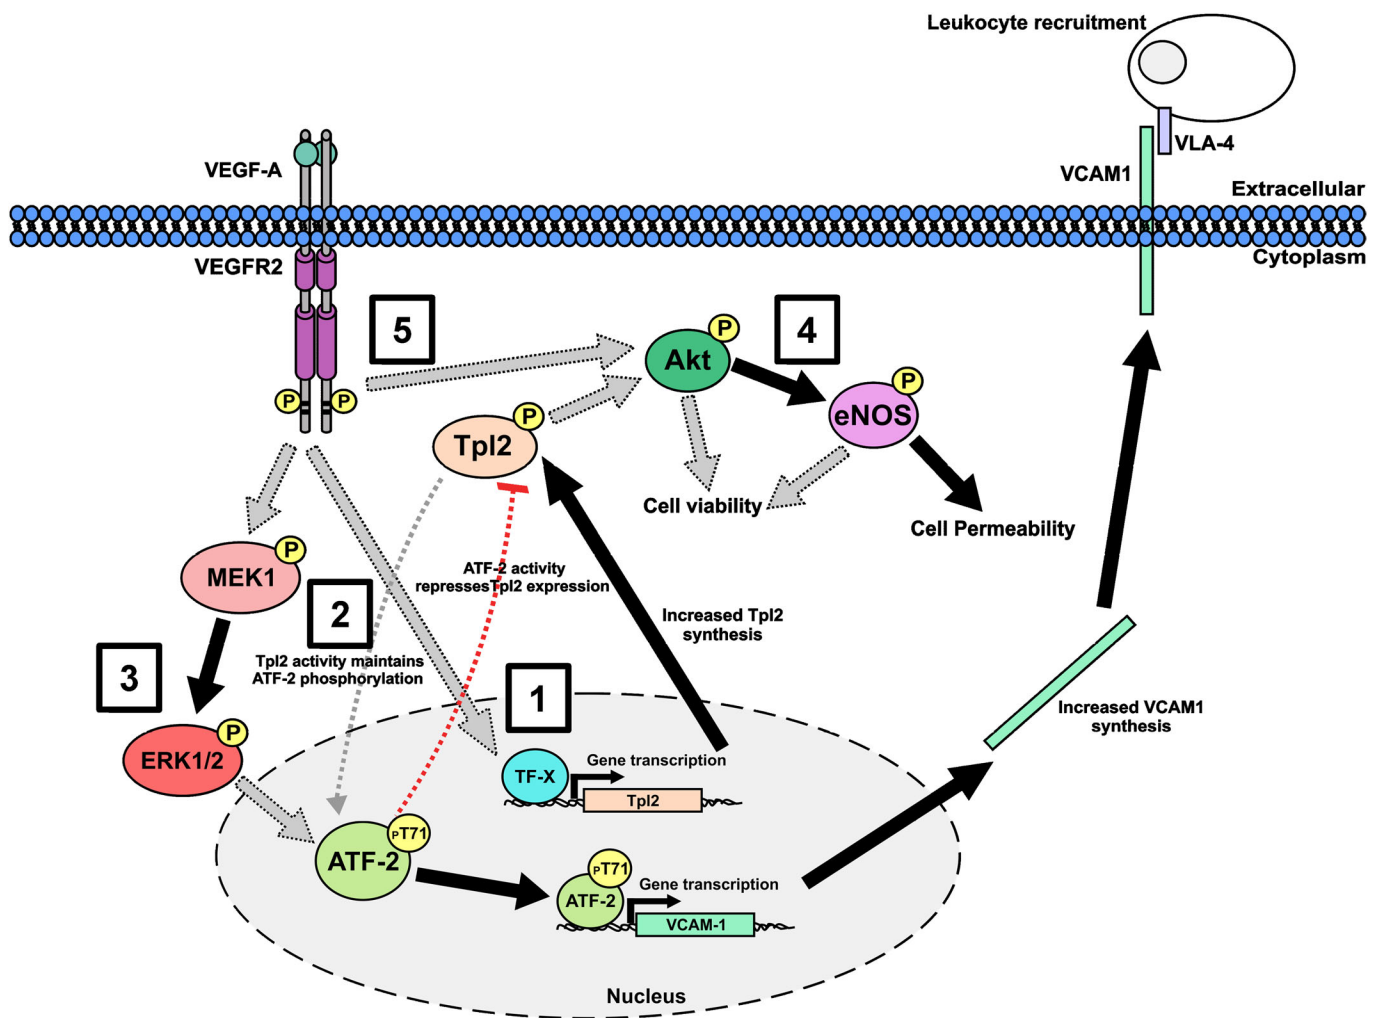 Leukocyte recruitment
VLA-4
VEGF-A
VCAM1
Extracellular
VEGFR2
Cytoplasm
5
4
P
Akt
P
eNOS
P
P
P
Tpl2
Cell viability
Cell Permeability
P
MEK1
ATF-2 activity
repressesTpl2 expression
2
Increased Tpl2
synthesis
3
Tpl2 activity maintains
ATF-2 phosphorylation
1
Increased VCAM1
synthesis
P
ERK1/2
TF-X
Gene transcription
Tpl2
PT71
ATF-2
PT71
ATF-2
Gene transcription
VCAM-1
Nucleus